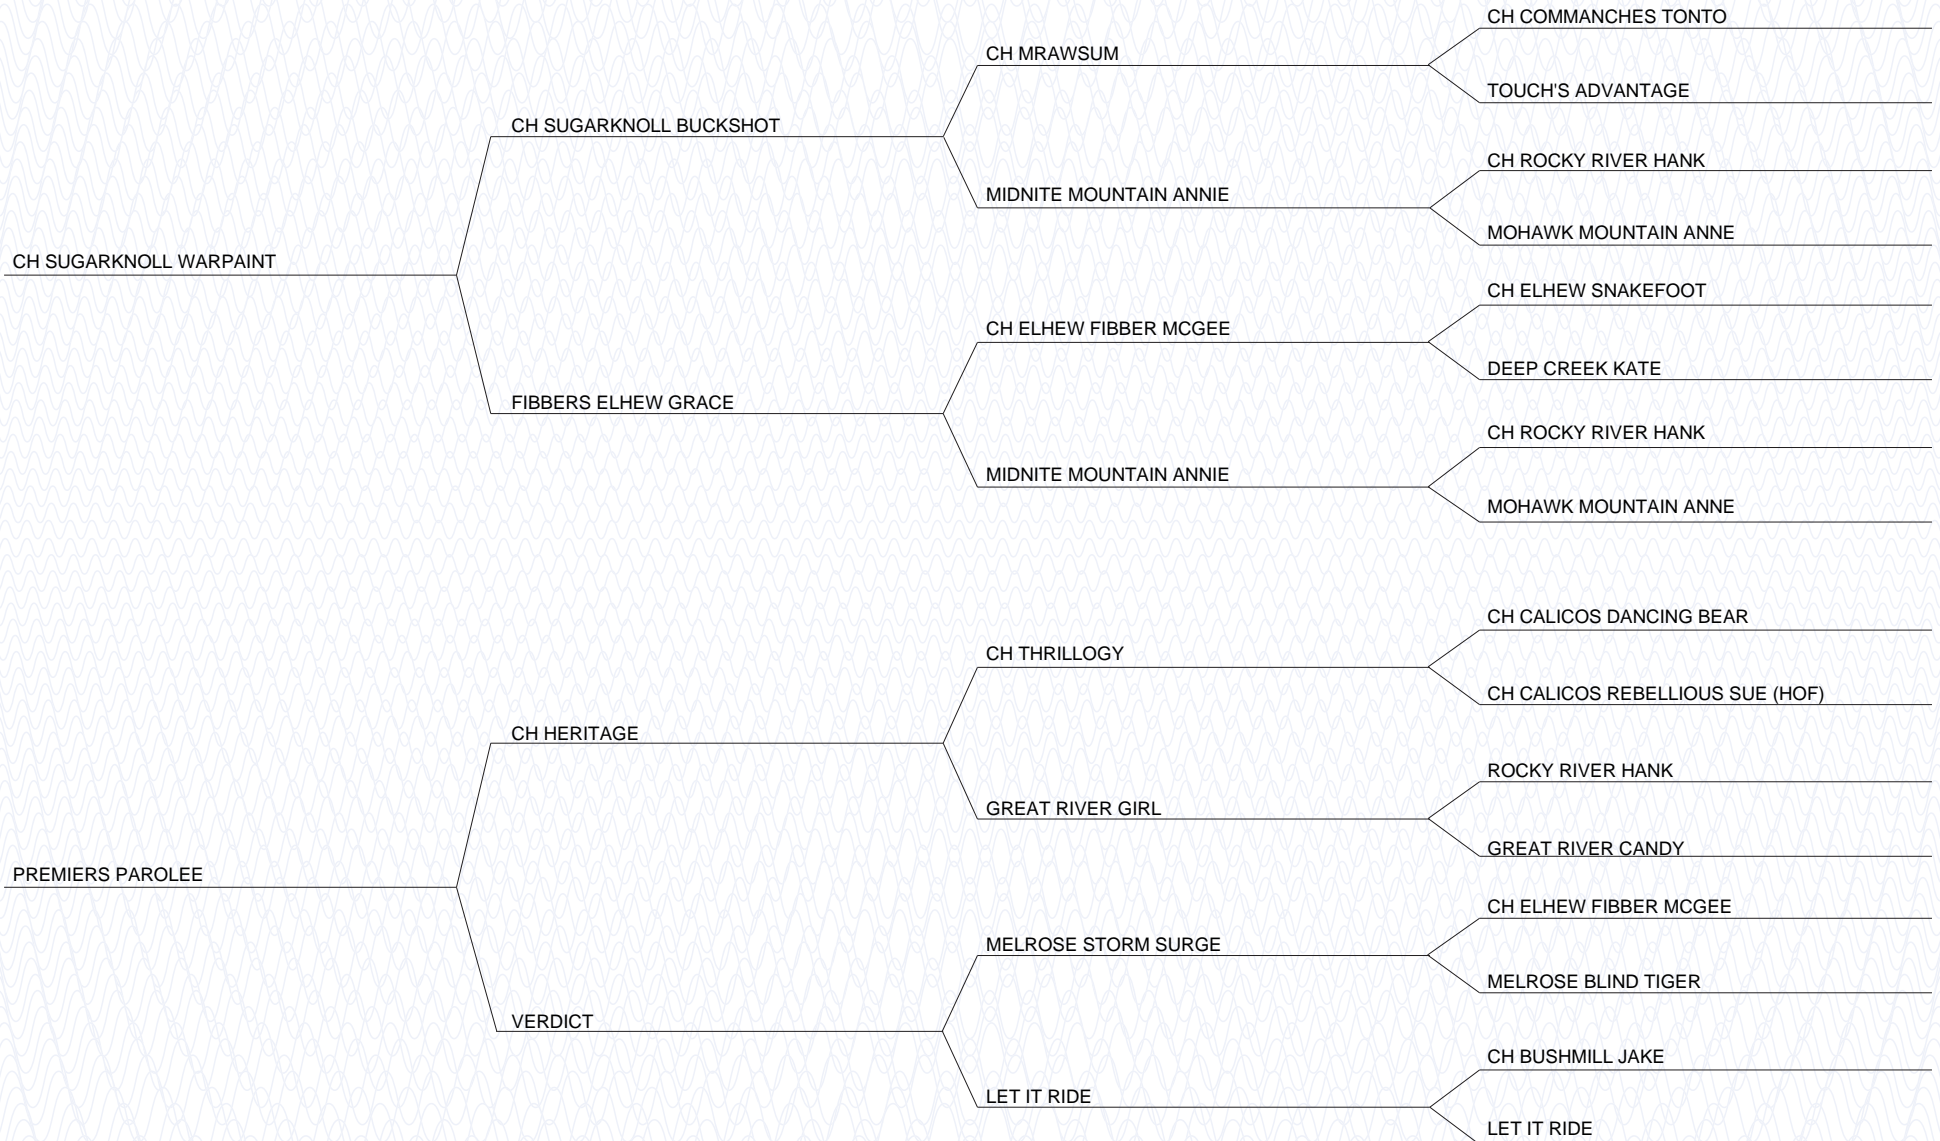 CH COMMANCHES TONTO
CH MRAWSUM
TOUCH'S ADVANTAGE
CH SUGARKNOLL BUCKSHOT
CH ROCKY RIVER HANK
MIDNITE MOUNTAIN ANNIE
MOHAWK MOUNTAIN ANNE
CH SUGARKNOLL WARPAINT
CH ELHEW SNAKEFOOT
CH ELHEW FIBBER MCGEE
DEEP CREEK KATE
FIBBERS ELHEW GRACE
CH ROCKY RIVER HANK
MIDNITE MOUNTAIN ANNIE
MOHAWK MOUNTAIN ANNE
CH CALICOS DANCING BEAR
CH THRILLOGY
CH CALICOS REBELLIOUS SUE (HOF)
CH HERITAGE
ROCKY RIVER HANK
GREAT RIVER GIRL
GREAT RIVER CANDY
PREMIERS PAROLEE
CH ELHEW FIBBER MCGEE
MELROSE STORM SURGE
MELROSE BLIND TIGER
VERDICT
CH BUSHMILL JAKE
LET IT RIDE
LET IT RIDE